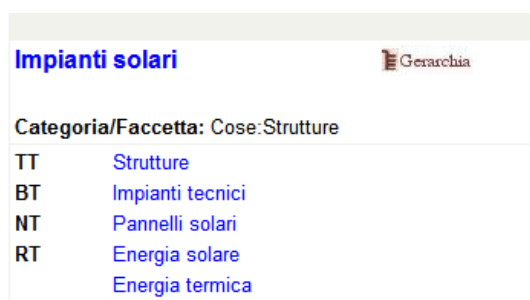 Impianti solari Gerarchia
Categoria/Faccetta: Cose:Strutture
TT Strutture
BT Impianti tecnici
NT Pannelli solari
RT Energia solare
Energia termica